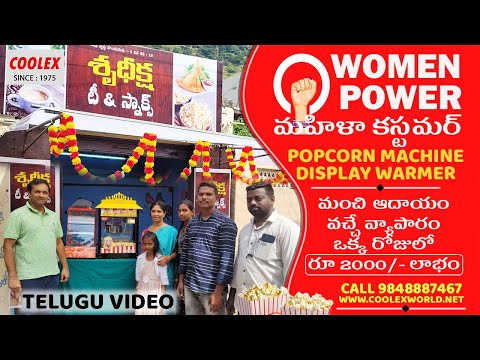 COOLEX
SINCE : 1975
శృధీక్ష
టీ & స్నాక్స్
శృధీక్ష
WOMEN
POWER
మహిళా కస్టమర్
POPCORN MACHINE
DISPLAY WARMER
మంచి ఆదాయం
వచ్చే వ్యాపారం
ఒక్క రోజులో
రూ 2000/- లాభం
CALL 9848887467
WWW.COOLEXWORLD.NET
TELUGU VIDEO